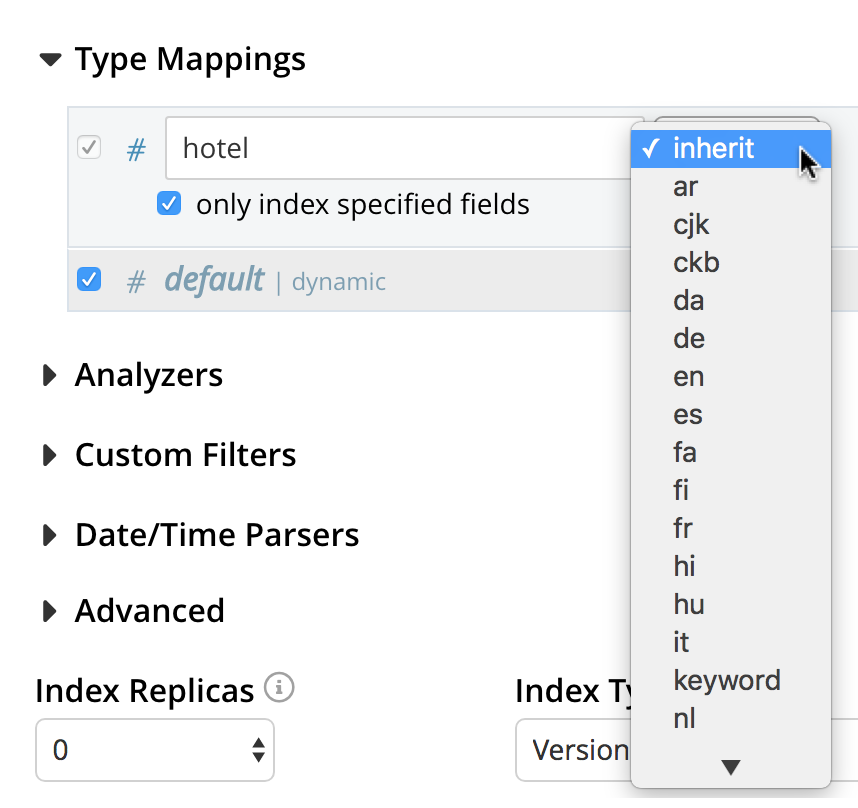 Type Mappings
# hotel
only index specified fields
# default | dynamic
Analyzers
Custom Filters
Date/Time Parsers
Advanced
Index Replicas
0
Index Ty
Version
✓ inherit
ar
cjk
ckb
da
de
en
es
fa
fi
fr
hi
hu
it
keyword
nl